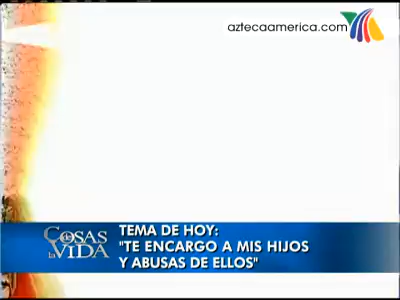 aztecaamerica.com
COSAS
de
la VIDA
TEMA DE HOY:
"TE ENCARGO A MIS HIJOS
Y ABUSAS DE ELLOS"